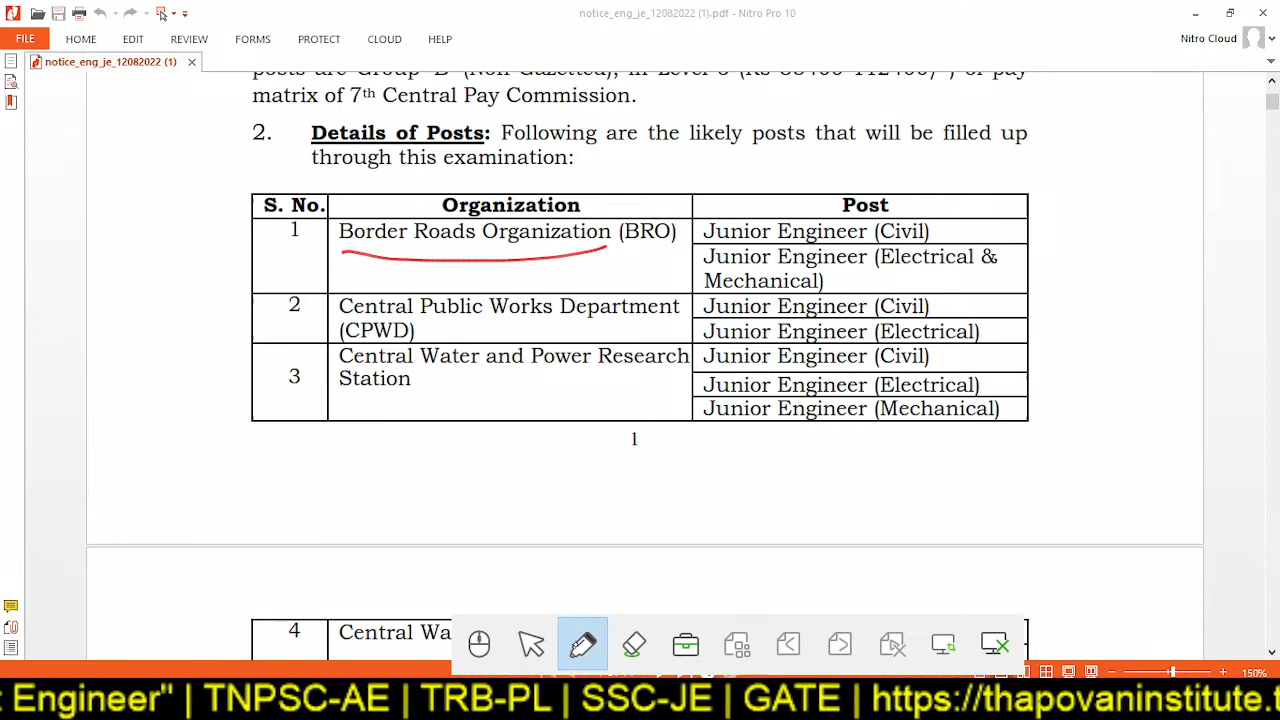 notice_eng_je_12082022 (1).pdf - Nitro Pro 10
FILE
HOME
EDIT
REVIEW
FORMS
PROTECT
CLOUD
HELP
Nitro Cloud
notice_eng_je_12082022 (1)
matrix of 7th Central Pay Commission.
2. Details of Posts: Following are the likely posts that will be filled up
through this examination:
S. No. Organization Post
1 Border Roads Organization (BRO) Junior Engineer (Civil)
Junior Engineer (Electrical &
Mechanical)
2 Central Public Works Department Junior Engineer (Civil)
(CPWD) Junior Engineer (Electrical)
3 Central Water and Power Research Junior Engineer (Civil)
Station Junior Engineer (Electrical)
Junior Engineer (Mechanical)
1
4 Central Wa
150%
t Engineer" | TNPSC-AE | TRB-PL | SSC-JE | GATE | https://thapovaninstitute.t